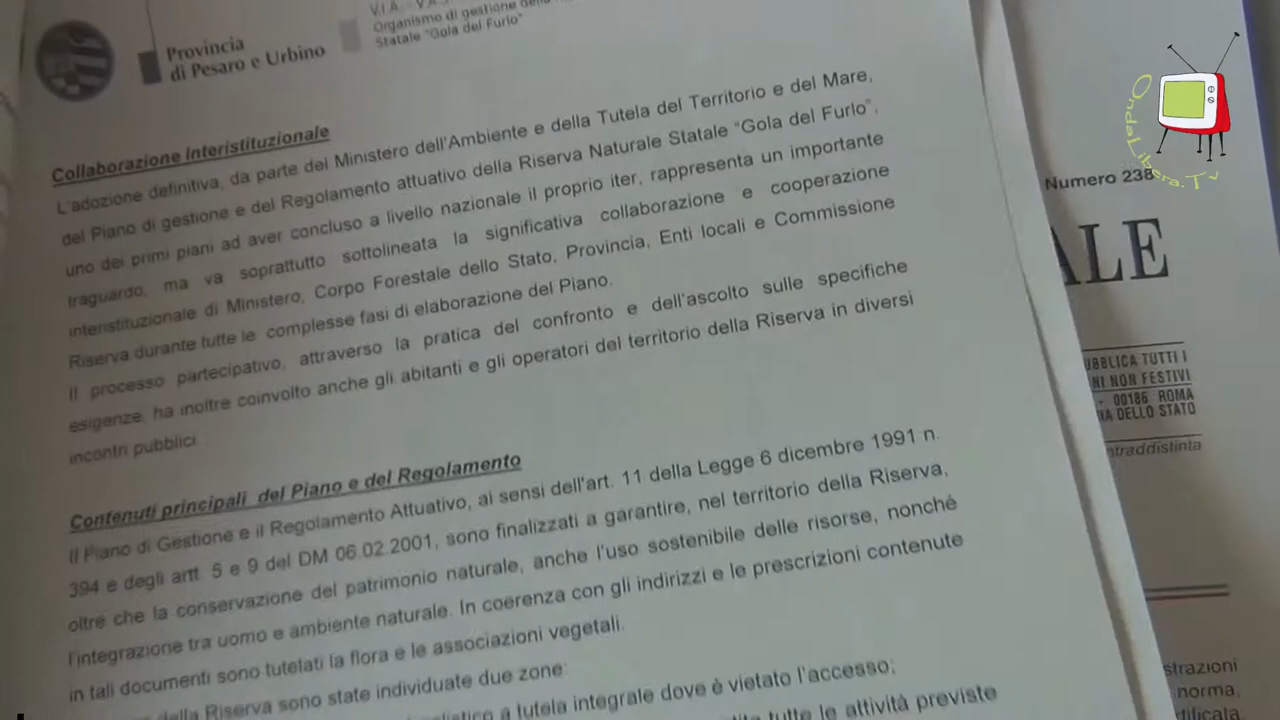 V.I.A. - V.A.S.
Organismo di gestione della
Statale "Gola del Furlo"
Provincia
di Pesaro e Urbino
Collaborazione Interistituzionale
L'adozione definitiva, da parte del Ministero dell'Ambiente e della Tutela del Territorio e del Mare,
del Piano di gestione e del Regolamento attuativo della Riserva Naturale Statale "Gola del Furlo",
uno dei primi piani ad aver concluso a livello nazionale il proprio iter, rappresenta un importante
traguardo, ma va soprattutto sottolineata la significativa collaborazione e cooperazione
interistituzionale di Ministero, Corpo Forestale dello Stato, Provincia, Enti locali e Commissione
Riserva durante tutte le complesse fasi di elaborazione del Piano.
Il processo partecipativo, attraverso la pratica del confronto e dell'ascolto sulle specifiche
esigenze, ha inoltre coinvolto anche gli abitanti e gli operatori del territorio della Riserva in diversi
incontri pubblici.
Contenuti principali del Piano e del Regolamento
Il Piano di Gestione e il Regolamento Attuativo, ai sensi dell'art. 11 della Legge 6 dicembre 1991 n.
394 e degli artt. 5 e 9 del DM 06.02.2001, sono finalizzati a garantire, nel territorio della Riserva,
oltre che la conservazione del patrimonio naturale, anche l'uso sostenibile delle risorse, nonché
l'integrazione tra uomo e ambiente naturale. In coerenza con gli indirizzi e le prescrizioni contenute
in tali documenti sono tutelati la flora e le associazioni vegetali.
della Riserva sono state individuate due zone:
a tutela integrale dove è vietato l'accesso;
tutte le attività previste
OndaLibera.Tv
Numero 238
ALE
BBLICA TUTTI I
NI NON FESTIVI
- 00186 ROMA
DELLO STATO
ntraddistinta
strazioni
norma,
dificata